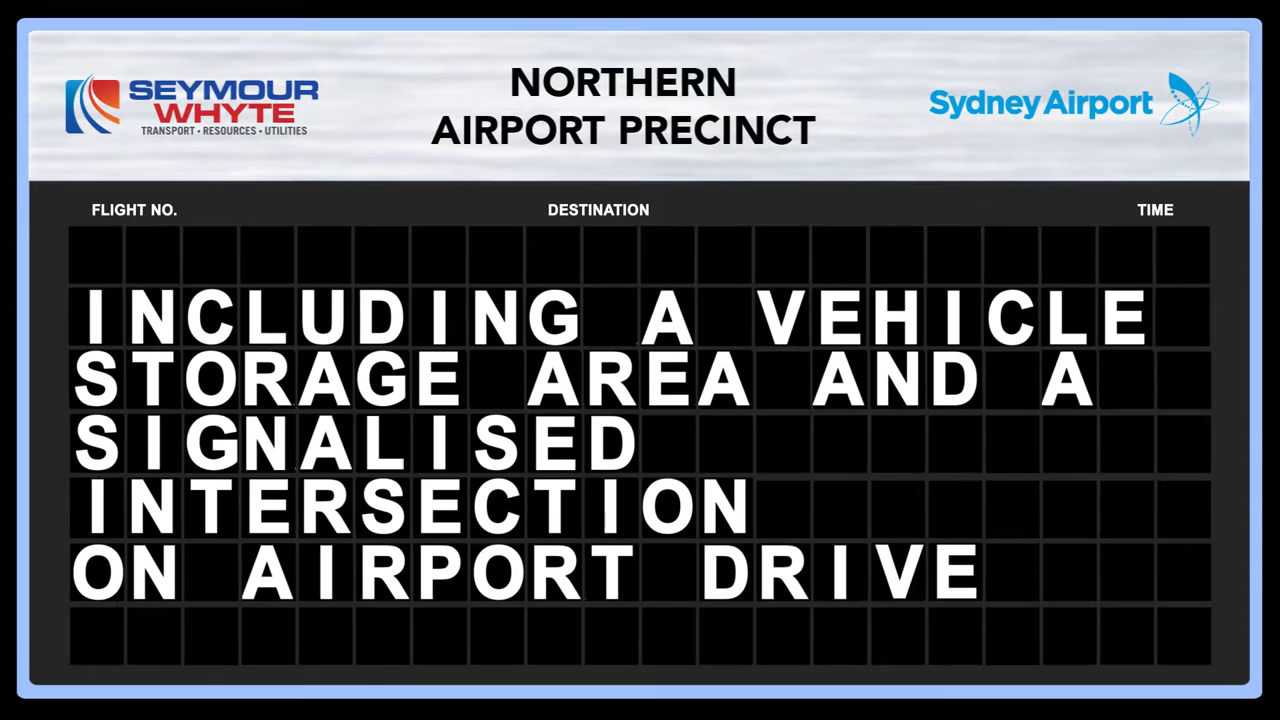 SEYMOUR
WHYTE
TRANSPORT • RESOURCES • UTILITIES
NORTHERN
AIRPORT PRECINCT
Sydney Airport
FLIGHT NO. DESTINATION TIME
INCLUDING A VEHICLE
STORAGE AREA AND A
SIGNALISED
INTERSECTION
ON AIRPORT DRIVE